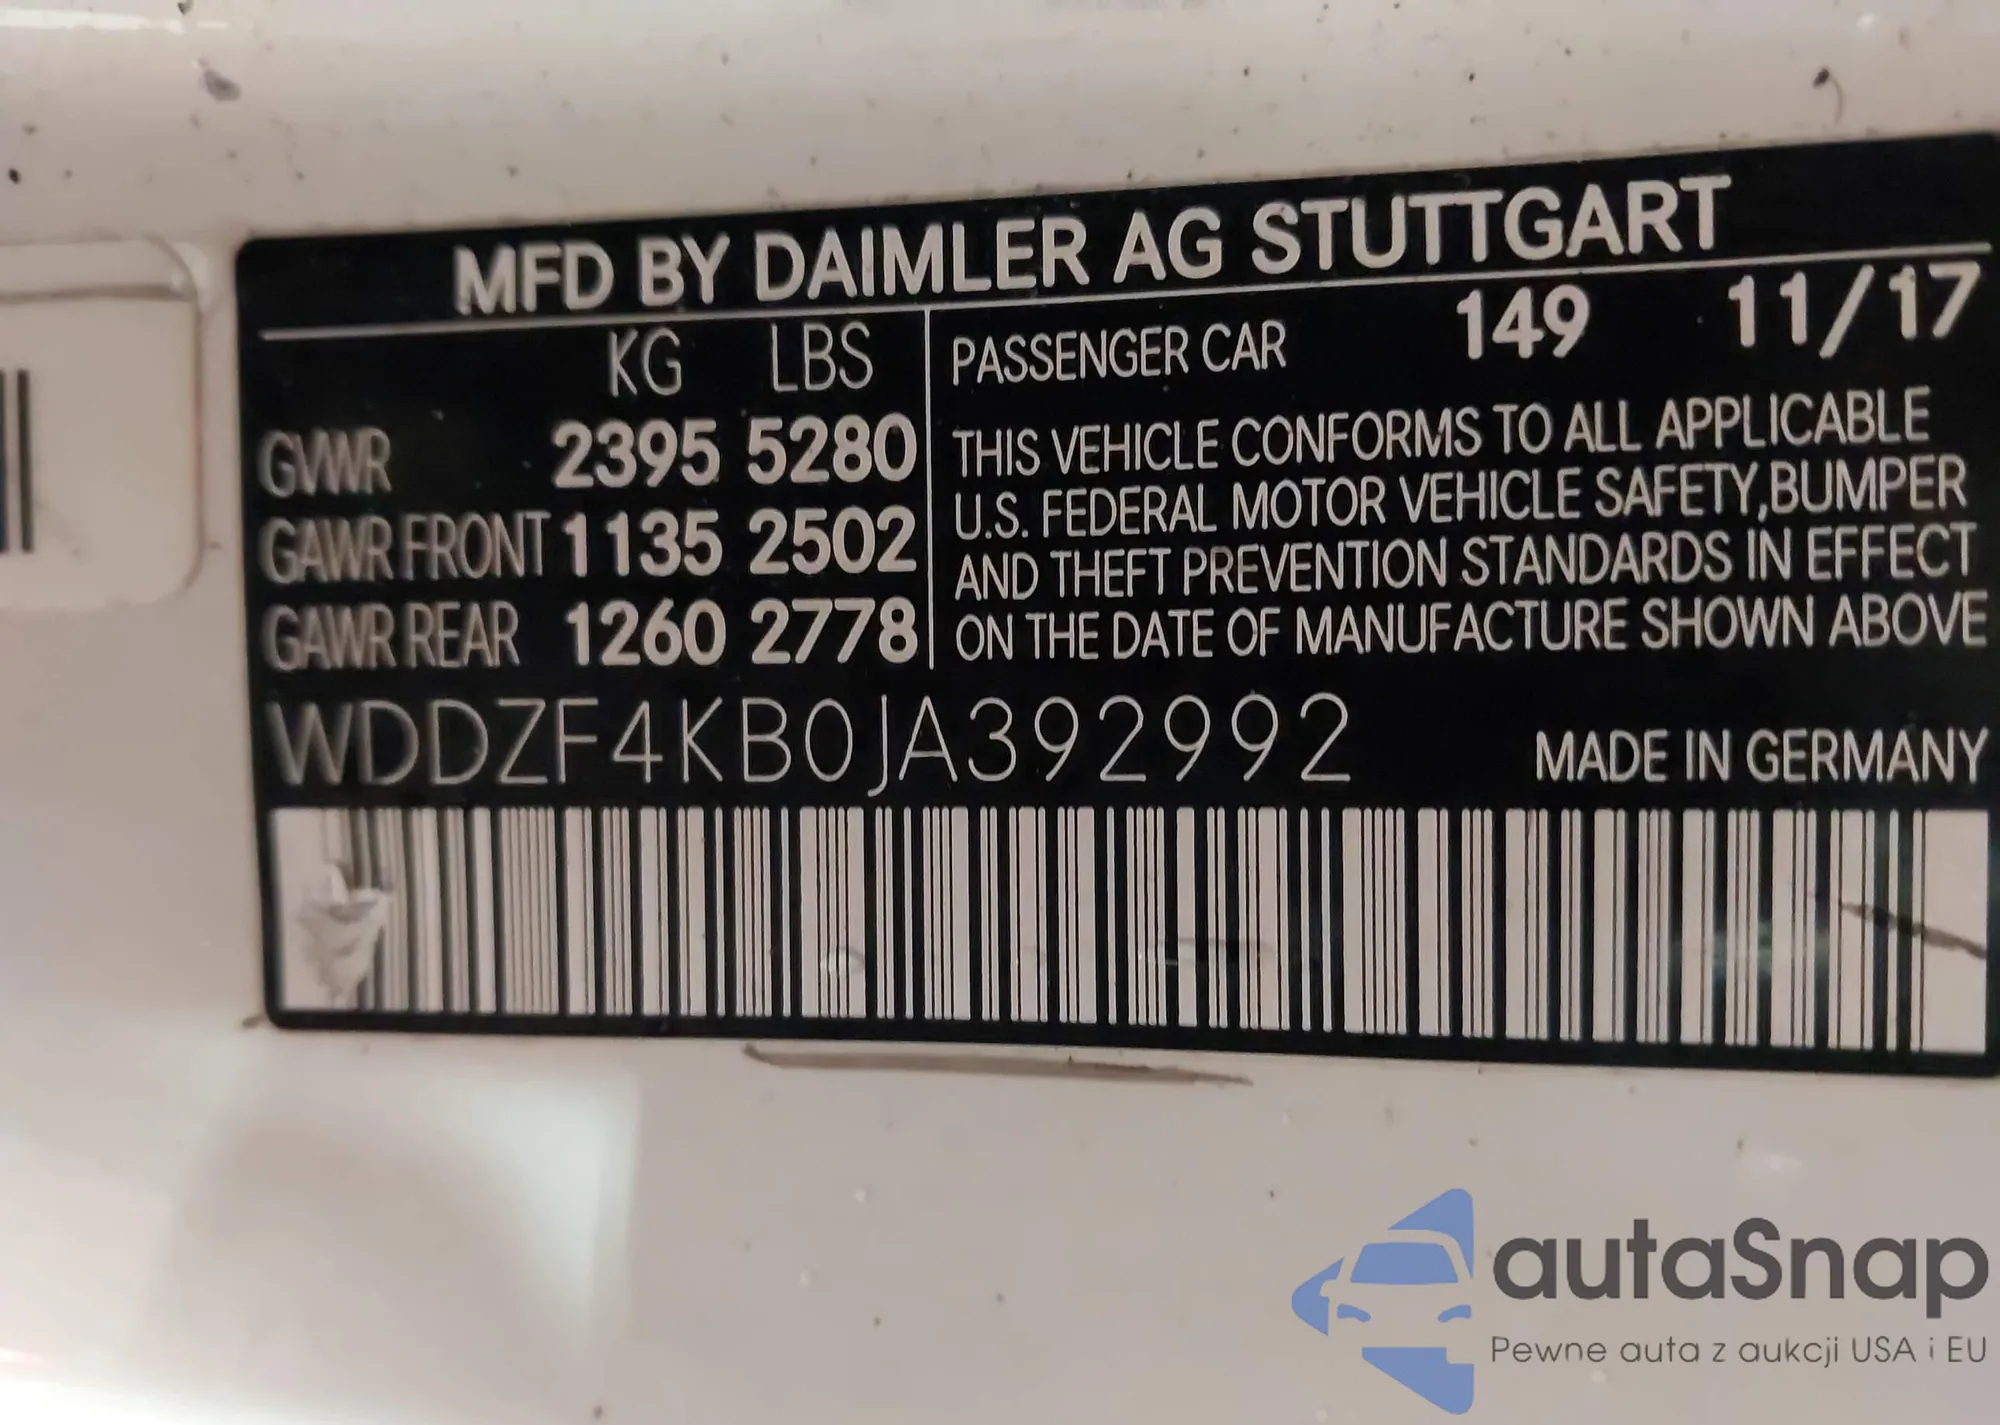 MFD BY DAIMLER AG STUTTGART
KG LBS
GVWR 2395 5280
GAWR FRONT 1135 2502
GAWR REAR 1260 2778
PASSENGER CAR 149 11/17
THIS VEHICLE CONFORMS TO ALL APPLICABLE
U.S. FEDERAL MOTOR VEHICLE SAFETY,BUMPER
AND THEFT PREVENTION STANDARDS IN EFFECT
ON THE DATE OF MANUFACTURE SHOWN ABOVE
WDDZF4KB0JA392992
MADE IN GERMANY
autaSnap
Pewne auta z aukcji USA i EU